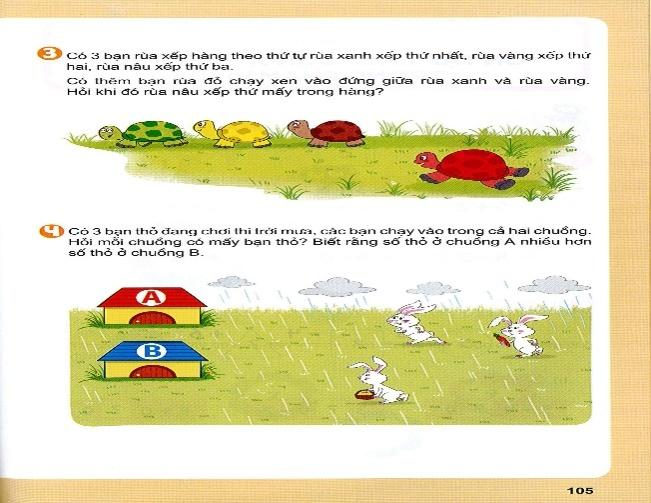 3 Có 3 bạn rùa xếp hàng theo thứ tự rùa xanh xếp thứ nhất, rùa vàng xếp thứ
hai, rùa nâu xếp thứ ba.
Có thêm bạn rùa đỏ chạy xen vào đứng giữa rùa xanh và rùa vàng.
Hỏi khi đó rùa nâu xếp thứ mấy trong hàng?
4 Có 3 bạn thỏ đang chơi thì trời mưa, các bạn chạy vào trong cả hai chuồng.
Hỏi mỗi chuồng có mấy bạn thỏ? Biết rằng số thỏ ở chuồng A nhiều hơn
số thỏ ở chuồng B.
A
B
105